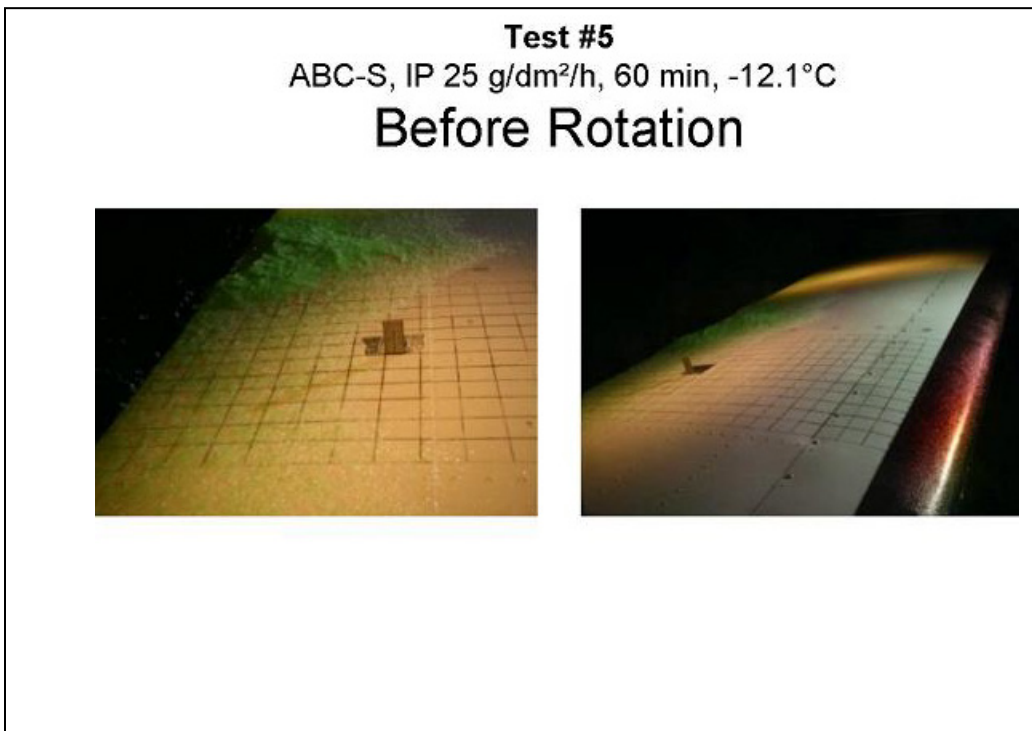 Test #5
ABC-S, IP 25 g/dm²/h, 60 min, -12.1°C
Before Rotation